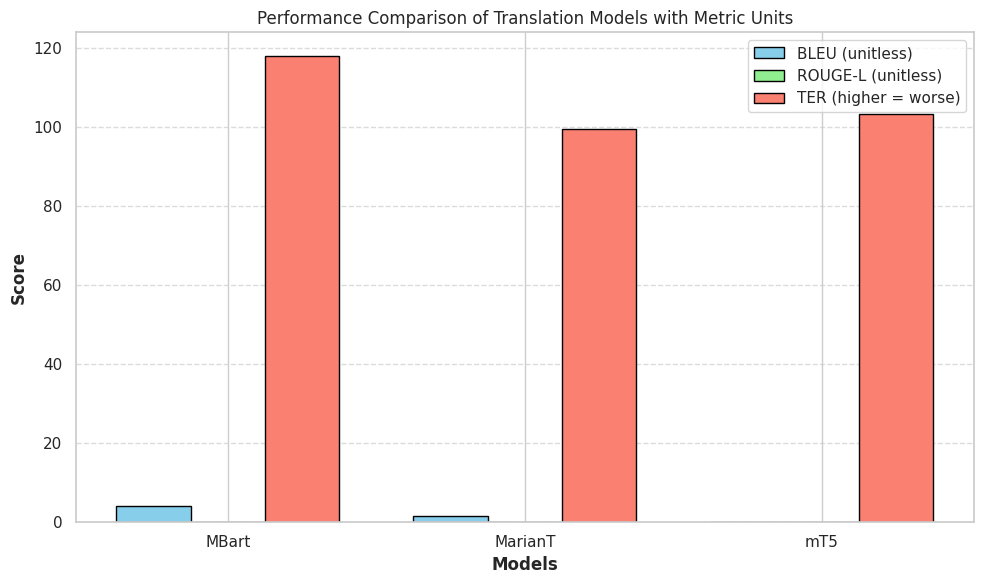 Performance Comparison of Translation Models with Metric Units
BLEU (unitless)
ROUGE-L (unitless)
TER (higher = worse)
120
100
80
60
40
20
0
Score
MBart
MarianT
mT5
Models